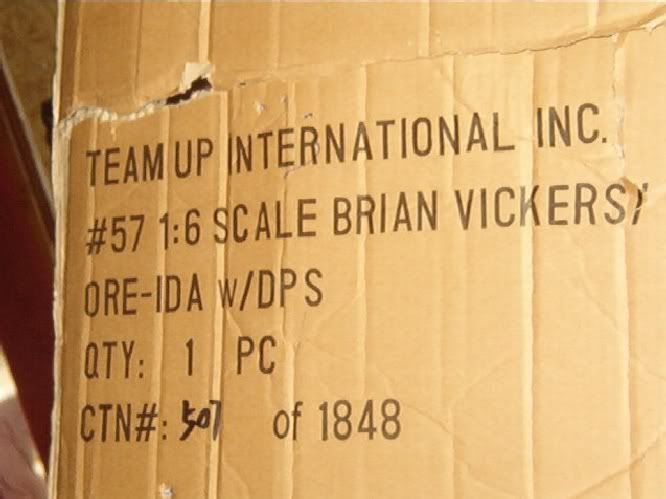 TEAM UP INTERNATIONAL INC.
#57 1:6 SCALE BRIAN VICKERS/
ORE-IDA W/DPS
QTY: 1 PC
CTN#: 507 of 1848